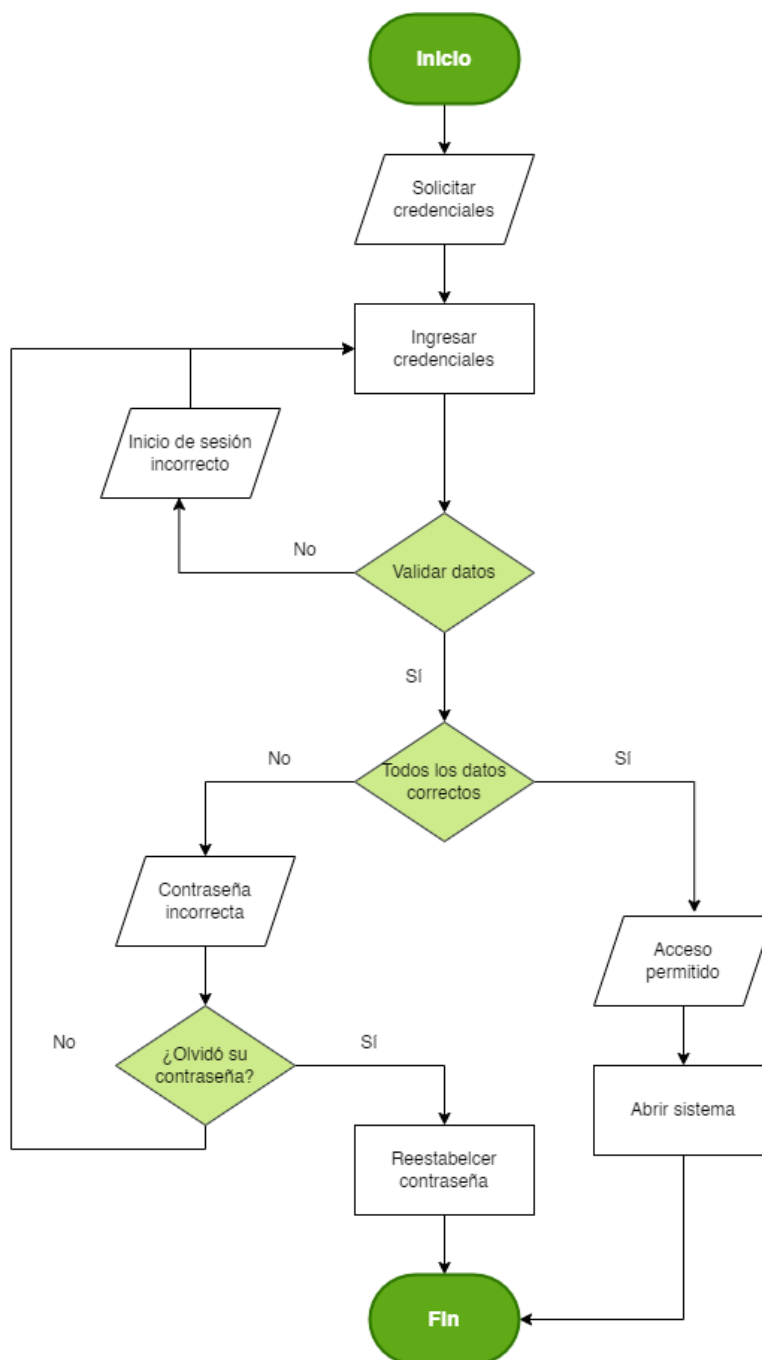 Inicio
Solicitar
credenciales
Ingresar
credenciales
Inicio de sesión
incorrecto
No
Validar datos
Sí
No
Todos los datos
correctos
Sí
Contraseña
incorrecta
Acceso
permitido
No
¿Olvidó su
contraseña?
Sí
Abrir sistema
Reestabelcer
contraseña
Fin